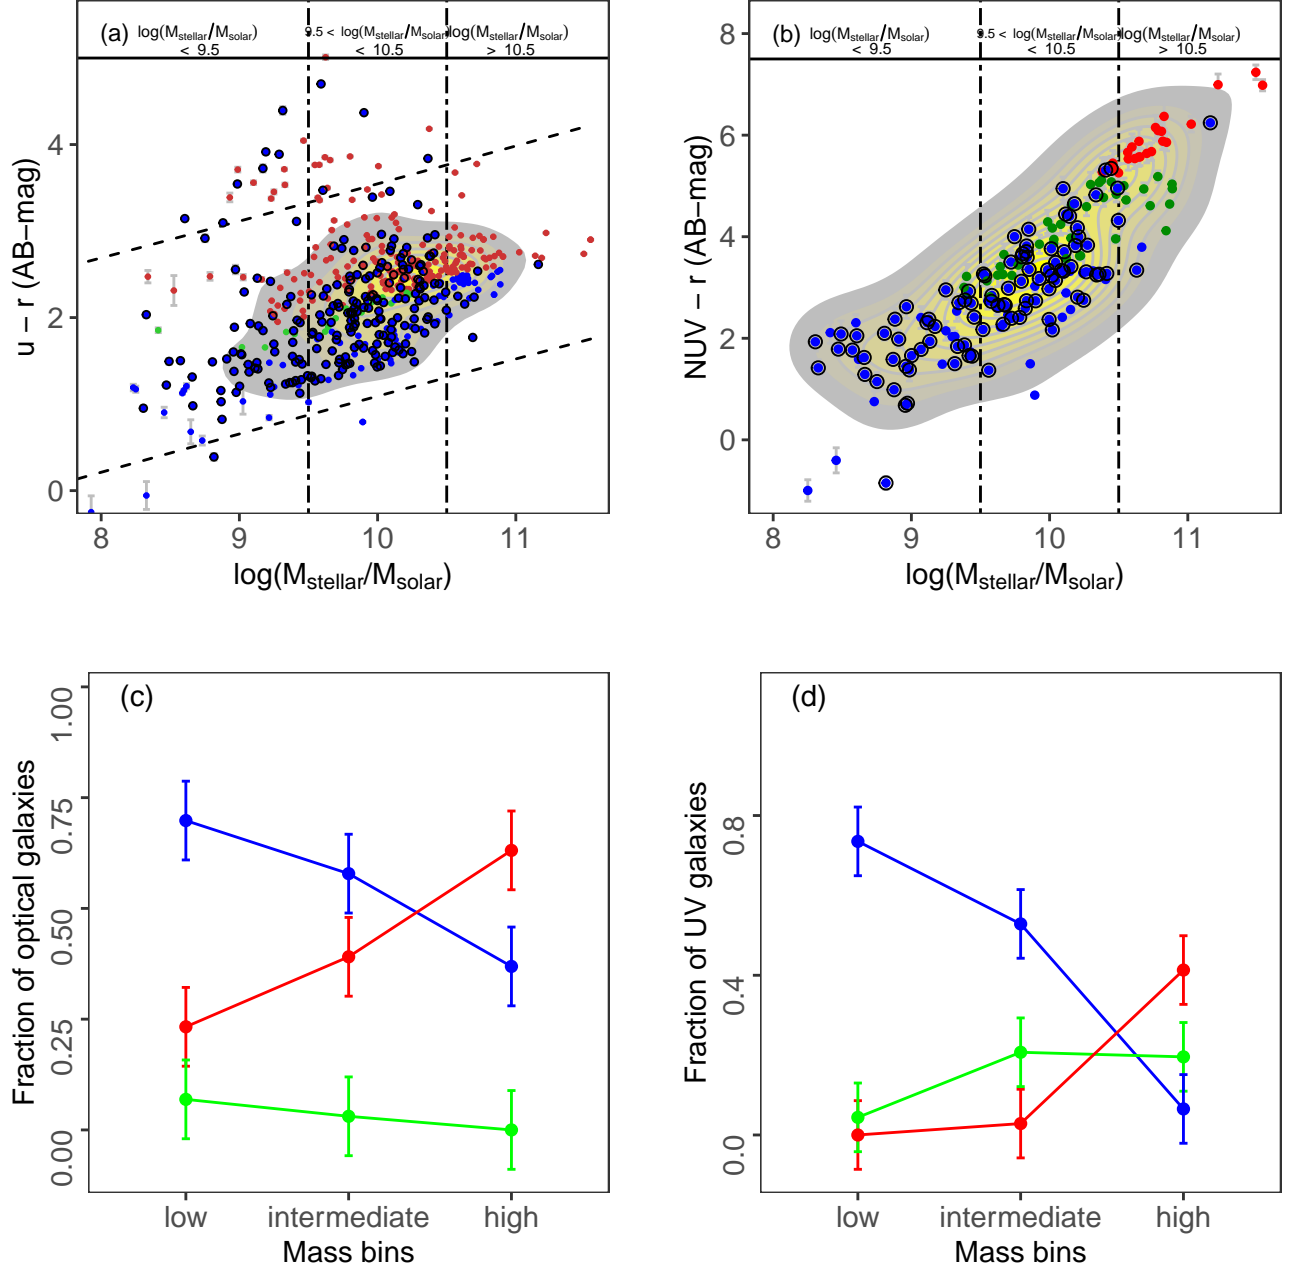 (a) log(Mstellar/Msolar) < 9.5
9.5 < log(Mstellar/Msolar) < 10.5
log(Mstellar/Msolar) > 10.5
4
2
0
u − r (AB−mag)
8 9 10 11
log(Mstellar/Msolar)
(b) log(Mstellar/Msolar) < 9.5
9.5 < log(Mstellar/Msolar) < 10.5
log(Mstellar/Msolar) > 10.5
8
6
4
2
0
NUV − r (AB−mag)
8 9 10 11
log(Mstellar/Msolar)
(c)
1.00
0.75
0.50
0.25
0.00
Fraction of optical galaxies
low intermediate high
Mass bins
(d)
0.8
0.4
0.0
Fraction of UV galaxies
low intermediate high
Mass bins